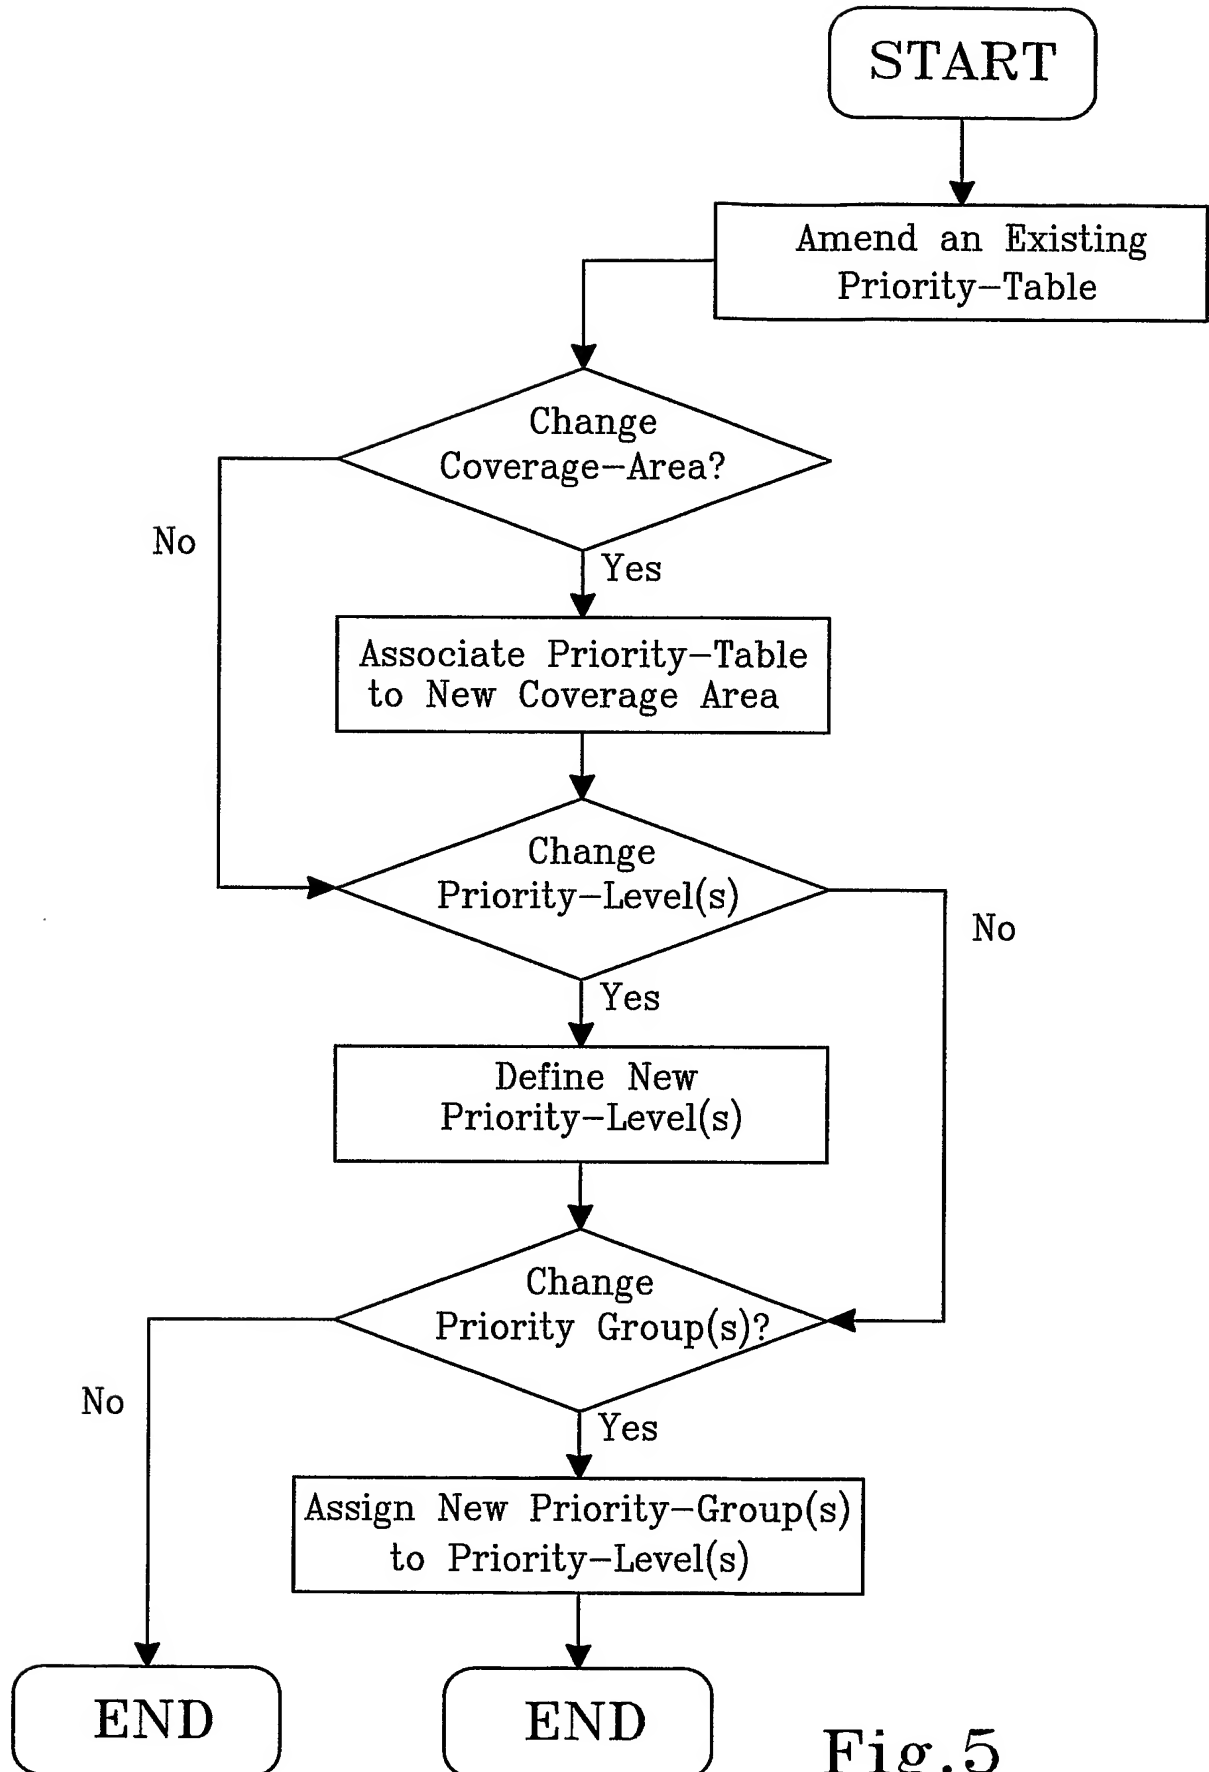 START
Amend an Existing
Priority-Table
Change
Coverage-Area?
No
Yes
Associate Priority-Table
to New Coverage Area
Change
Priority-Level(s)
No
Yes
Define New
Priority-Level(s)
Change
Priority Group(s)?
No
Yes
Assign New Priority-Group(s)
to Priority-Level(s)
END
END
Fig.5